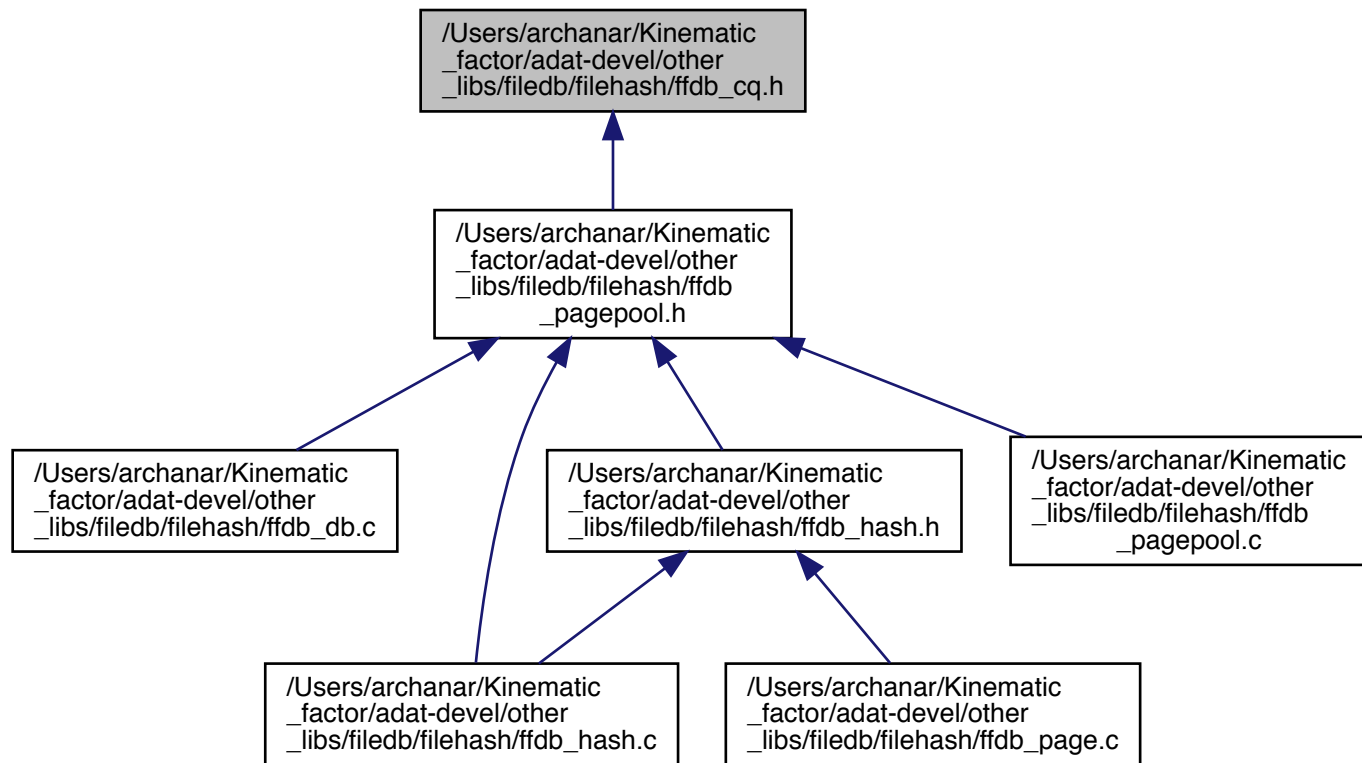 /Users/archanar/Kinematic
_factor/adat-devel/other
_libs/filedb/filehash/ffdb_cq.h
/Users/archanar/Kinematic
_factor/adat-devel/other
_libs/filedb/filehash/ffdb
_pagepool.h
/Users/archanar/Kinematic
_factor/adat-devel/other
_libs/filedb/filehash/ffdb_db.c
/Users/archanar/Kinematic
_factor/adat-devel/other
_libs/filedb/filehash/ffdb_hash.h
/Users/archanar/Kinematic
_factor/adat-devel/other
_libs/filedb/filehash/ffdb
_pagepool.c
/Users/archanar/Kinematic
_factor/adat-devel/other
_libs/filedb/filehash/ffdb_hash.c
/Users/archanar/Kinematic
_factor/adat-devel/other
_libs/filedb/filehash/ffdb_page.c